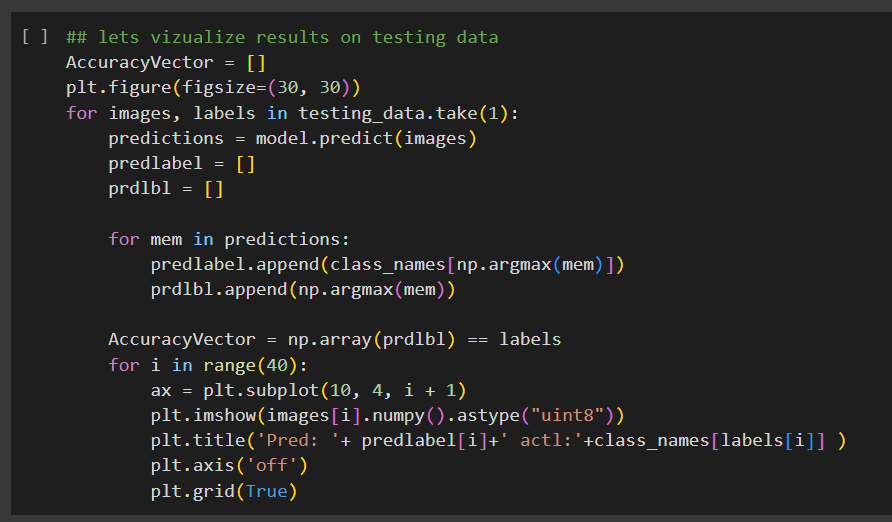 [ ] ## lets vizualize results on testing data
AccuracyVector = []
plt.figure(figsize=(30, 30))
for images, labels in testing_data.take(1):
    predictions = model.predict(images)
    predlabel = []
    prdlbl = []

    for mem in predictions:
        predlabel.append(class_names[np.argmax(mem)])
        prdlbl.append(np.argmax(mem))

    AccuracyVector = np.array(prdlbl) == labels
    for i in range(40):
        ax = plt.subplot(10, 4, i + 1)
        plt.imshow(images[i].numpy().astype("uint8"))
        plt.title('Pred: '+ predlabel[i]+' actl:'+class_names[labels[i]] )
        plt.axis('off')
        plt.grid(True)